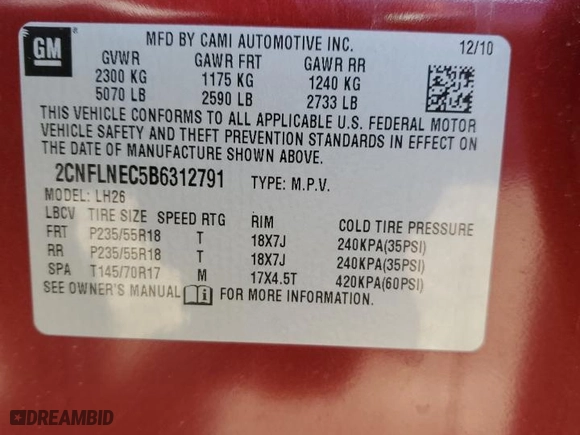 GM
MFD BY CAMI AUTOMOTIVE INC. 12/10
GVWR GAWR FRT GAWR RR
2300 KG 1175 KG 1240 KG
5070 LB 2590 LB 2733 LB
THIS VEHICLE CONFORMS TO ALL APPLICABLE U.S. FEDERAL MOTOR
VEHICLE SAFETY AND THEFT PREVENTION STANDARDS IN EFFECT ON
THE DATE OF MANUFACTURE SHOWN ABOVE.
2CNFLNEC5B6312791 TYPE: M.P.V.
MODEL: LH26
LBCV TIRE SIZE SPEED RTG RIM COLD TIRE PRESSURE
FRT P235/55R18 T 18X7J 240KPA(35PSI)
RR P235/55R18 T 18X7J 240KPA(35PSI)
SPA T145/70R17 M 17X4.5T 420KPA(60PSI)
SEE OWNER'S MANUAL i FOR MORE INFORMATION.
DREAMBID